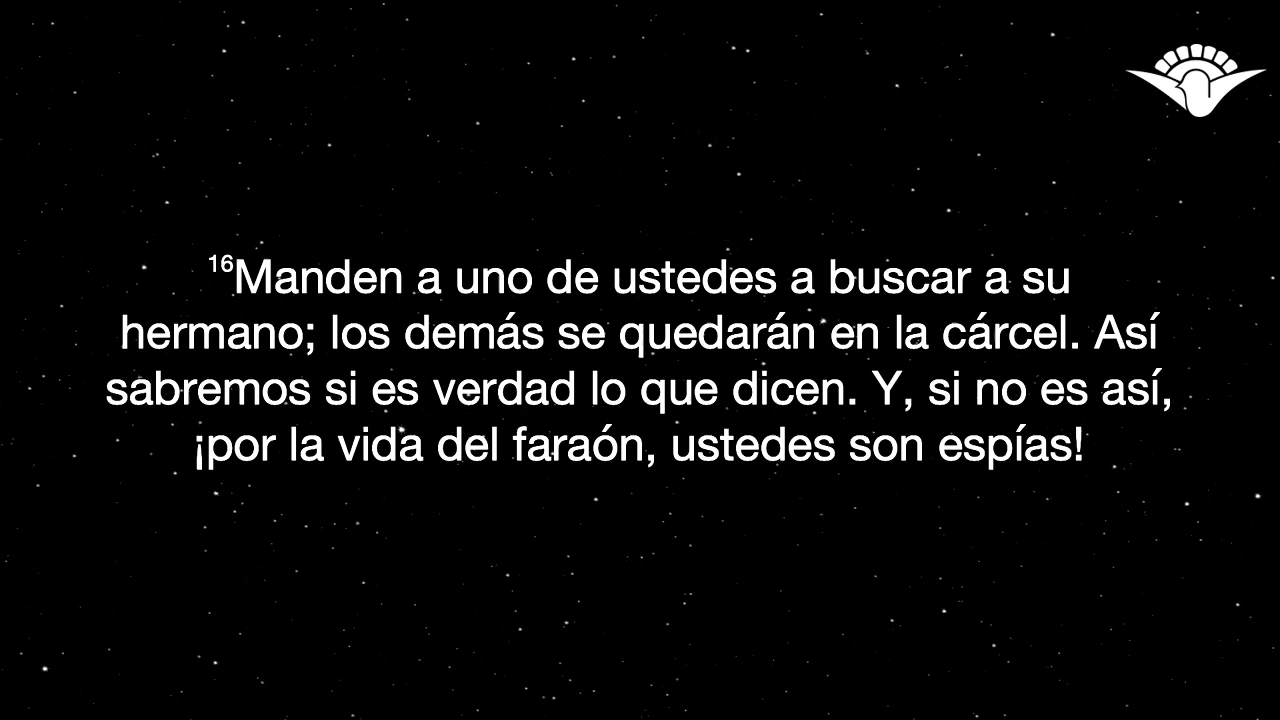 16Manden a uno de ustedes a buscar a su
hermano; los demás se quedarán en la cárcel. Así
sabremos si es verdad lo que dicen. Y, si no es así,
¡por la vida del faraón, ustedes son espías!